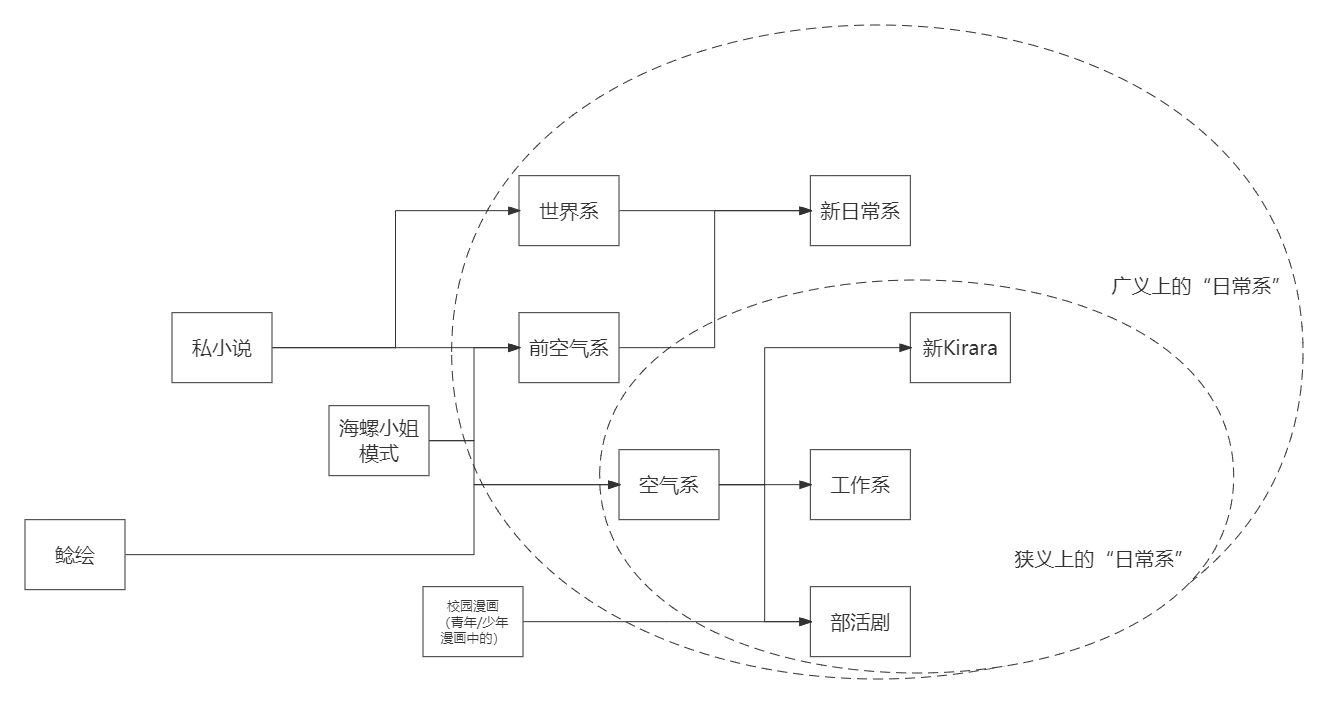 世界系
新日常系
广义上的“日常系”
私小说
前空气系
新Kirara
海螺小姐
模式
空气系
工作系
鲶绘
狭义上的“日常系”
校园漫画
（青年/少年
漫画中的）
部活剧